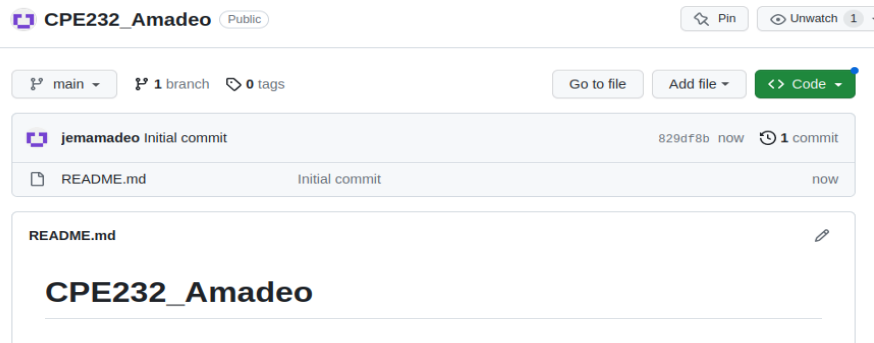 CPE232_Amadeo Public Pin Unwatch 1
main 1 branch 0 tags Go to file Add file <> Code
jemamadeo Initial commit 829df8b now 1 commit
README.md Initial commit now
README.md
CPE232_Amadeo